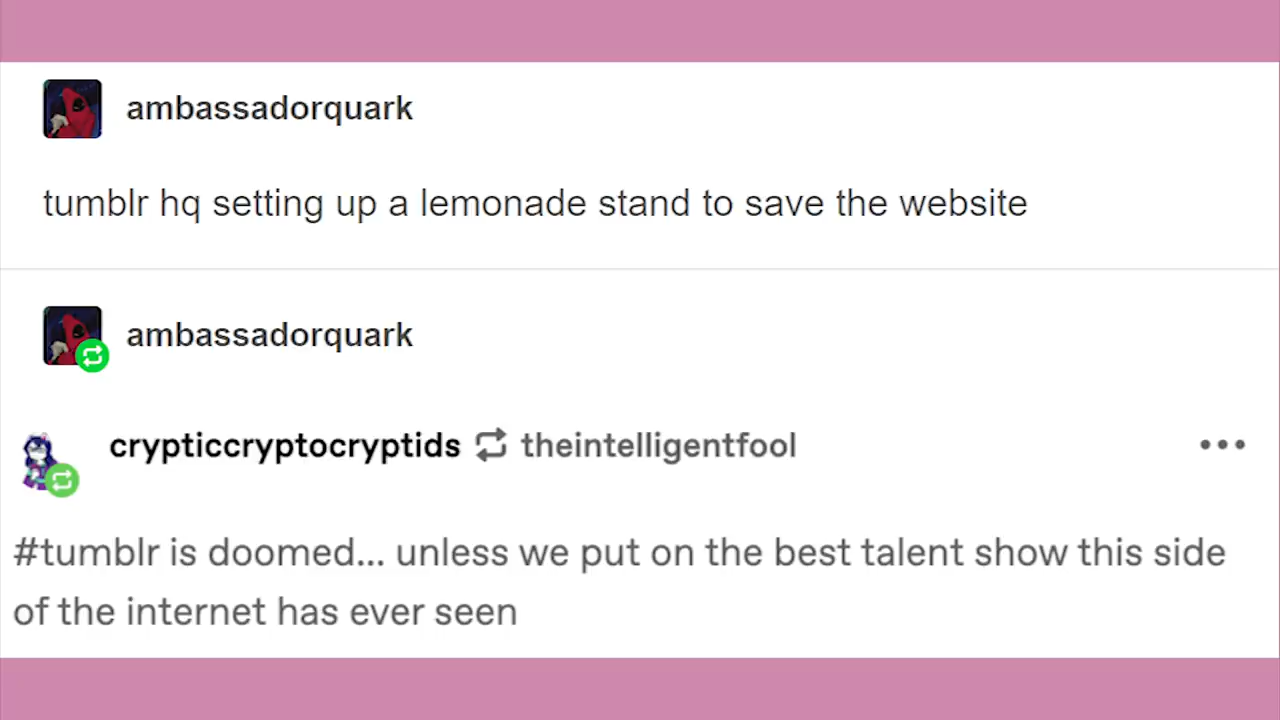 ambassadorquark
tumblr hq setting up a lemonade stand to save the website
ambassadorquark
crypticcryptocryptids theintelligentfool
#tumblr is doomed... unless we put on the best talent show this side
of the internet has ever seen